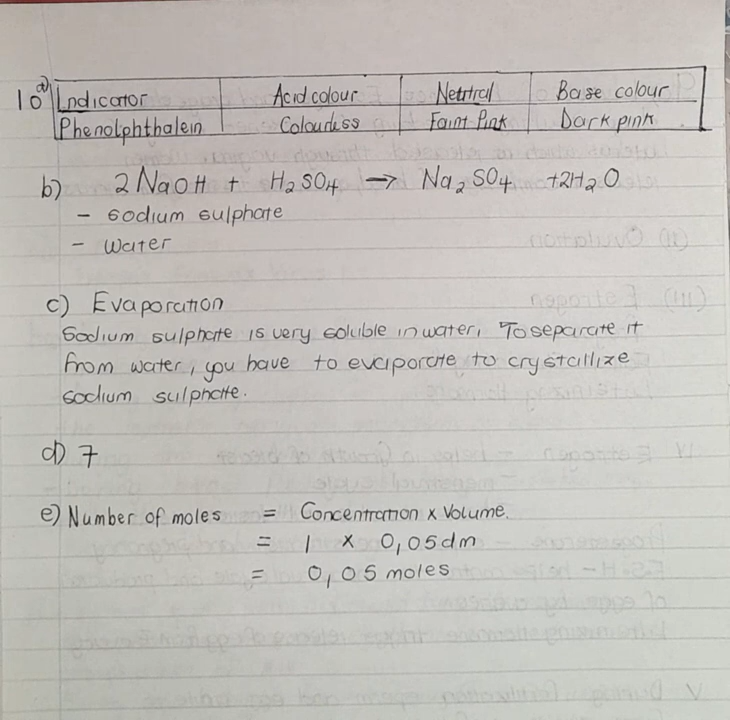 10 a) Indicator | Acid colour | Netrtral | Base colour
Phenolphthalein | Colourless | Faint Pink | Dark pink
b) 2NaOH + H₂SO₄ → Na₂SO₄ + 2H₂O
- sodium sulphate
- water
c) Evaporation
Sodium sulphate is very soluble in water, To separate it
from water, you have to evaporate to crystallize
sodium sulphate.
d) 7
e) Number of moles = Concentration x Volume.
= 1 x 0,05dm
= 0,05 moles